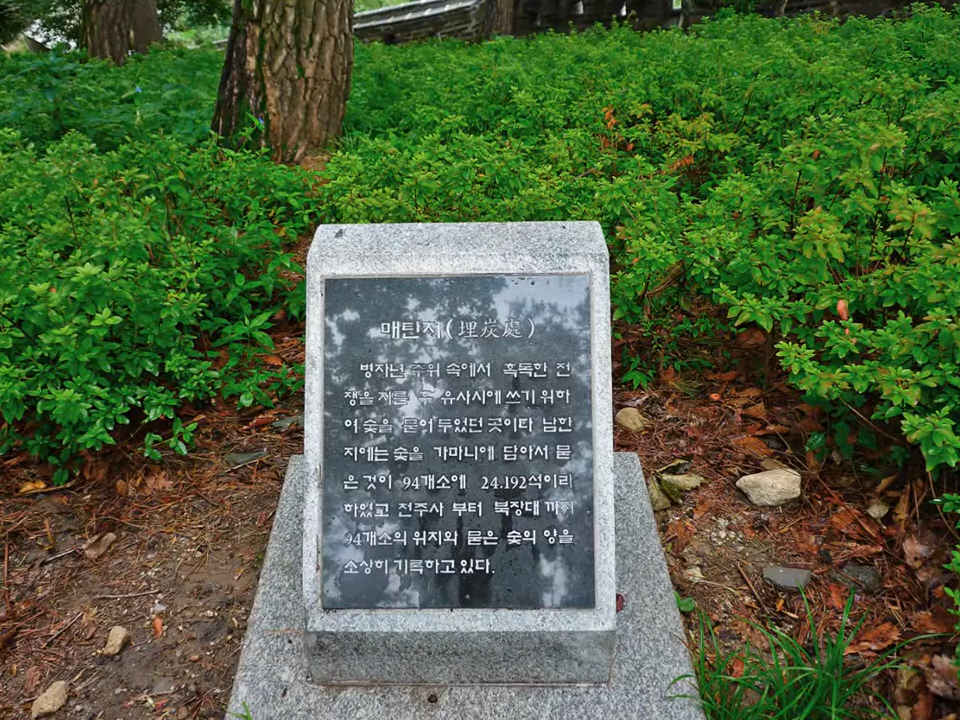 매탄지(埋炭處)
병자년 추위 속에서 혹독한 전
쟁을 치른 후 유사시에 쓰기 위하
여 숯을 묻어 두었던 곳이다. 남한
지에는 숯을 가마니에 담아서 묻
은것이 94개소에 24.192석이라
하였고 전주사 부터 북장대 까지
94개소의 위치와 묻은 숯의 양을
소상히 기록하고 있다.